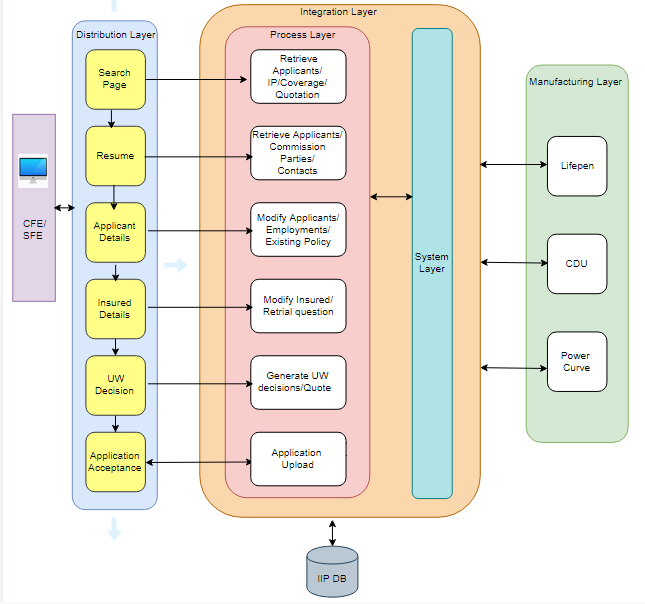 Integration Layer
Distribution Layer
Process Layer
Manufacturing Layer
CFE/
SFE
Search
Page
Resume
Applicant
Details
Insured
Details
UW
Decision
Application
Acceptance
Retrieve
Applicants/
IP/Coverage/
Quotation
Retrieve Applicants/
Commission
Parties/
Contacts
Modify Applicants/
Employments/
Existing Policy
Modify Insured/
Retrial question
Generate UW
decisions/Quote
Application
Upload
System
Layer
Lifepen
CDU
Power
Curve
IIP DB